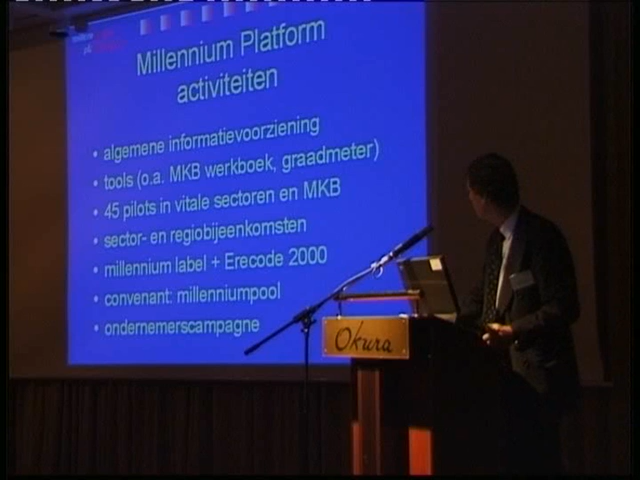 Millennium Platform
activiteiten
• algemene informatievoorziening
• tools (o.a. MKB werkboek, graadmeter)
• 45 pilots in vitale sectoren en MKB
• sector- en regiobijeenkomsten
• millennium label + Erecode 2000
• convenant: millenniumpool
• ondernemerscampagne
Okura